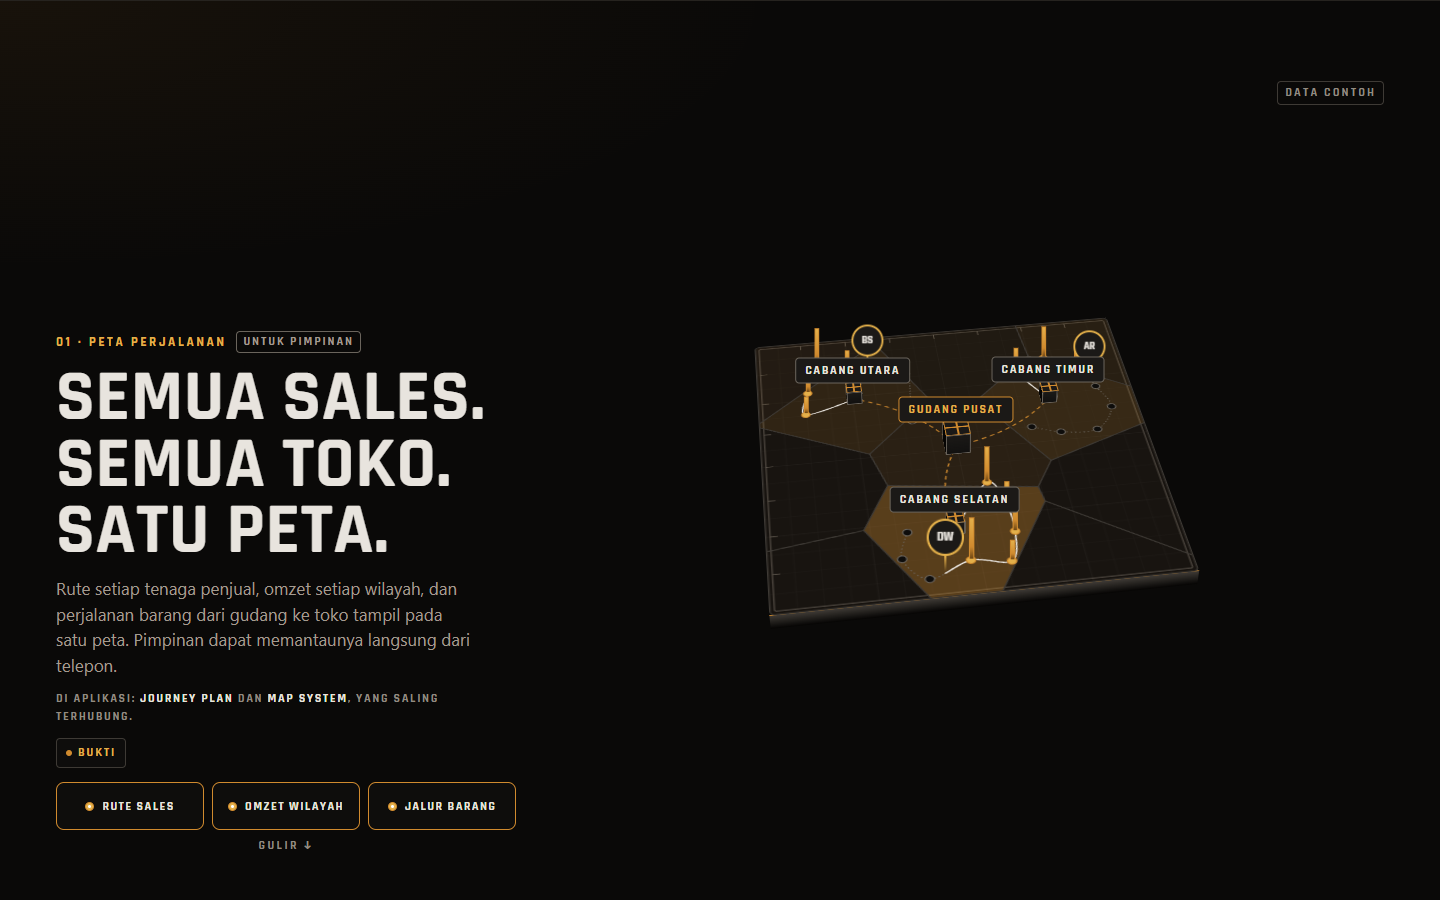 DATA CONTOH
01 · PETA PERJALANAN
UNTUK PIMPINAN
SEMUA SALES.
SEMUA TOKO.
SATU PETA.
Rute setiap tenaga penjual, omzet setiap wilayah, dan
perjalanan barang dari gudang ke toko tampil pada
satu peta. Pimpinan dapat memantaunya langsung dari
telepon.
DI APLIKASI: JOURNEY PLAN DAN MAP SYSTEM, YANG SALING
TERHUBUNG.
BUKTI
RUTE SALES
OMZET WILAYAH
JALUR BARANG
GULIR ↓
BS
AR
CABANG UTARA
CABANG TIMUR
GUDANG PUSAT
CABANG SELATAN
DW